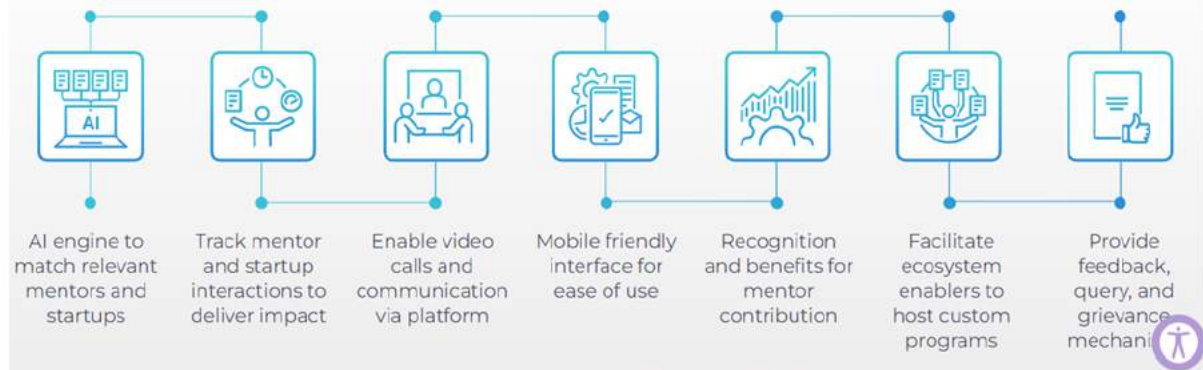 AI
AI engine to
match relevant
mentors and
startups
Track mentor
and startup
interactions to
deliver impact
Enable video
calls and
communication
via platform
Mobile friendly
interface for
ease of use
Recognition
and benefits for
mentor
contribution
Facilitate
ecosystem
enablers to
host custom
programs
Provide
feedback,
query, and
grievance